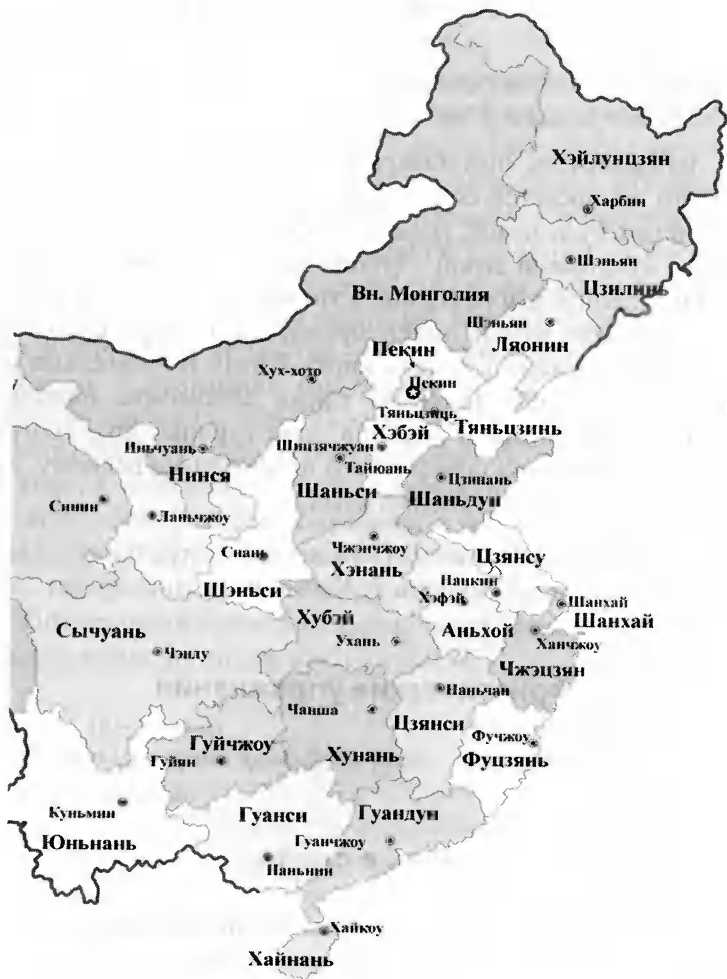 Хэйлунцзян
Харбин
Шэньян
Цзилинь
Вн. Монголия
Шэньян
Ляонин
Пекин
Хух-хото
Пекин
Тяньцзинь
Тяньцзинь
Хэбэй
Иньчуань
Шицзячжуан
Нинся
Тайюань
Цзинань
Шаньси
Шаньдун
Синин
Ланьчжоу
Чжэнчжоу
Сиань
Хэнань
Цзянсу
Шэньси
Нанкин
Хэфэй
Шанхай
Хубэй
Шанхай
Сычуань
Аньхой
Ухань
Ханчжоу
Чэнду
Чжэцзян
Наньчан
Чанша
Цзянси
Фучжоу
Гуйчжоу
Гуйян
Хунань
Фуцзянь
Куньмин
Гуанси
Гуандун
Юньнань
Гуанчжоу
Наньнин
Хайкоу
Хайнань